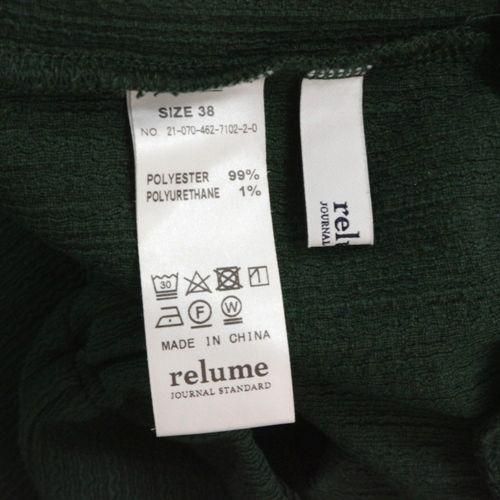 SIZE 38
NO. 21-070-462-7102-2-0
POLYESTER 99%
POLYURETHANE 1%
30
F W
MADE IN CHINA
relume
JOURNAL STANDARD
relu
JOURNAL STAN